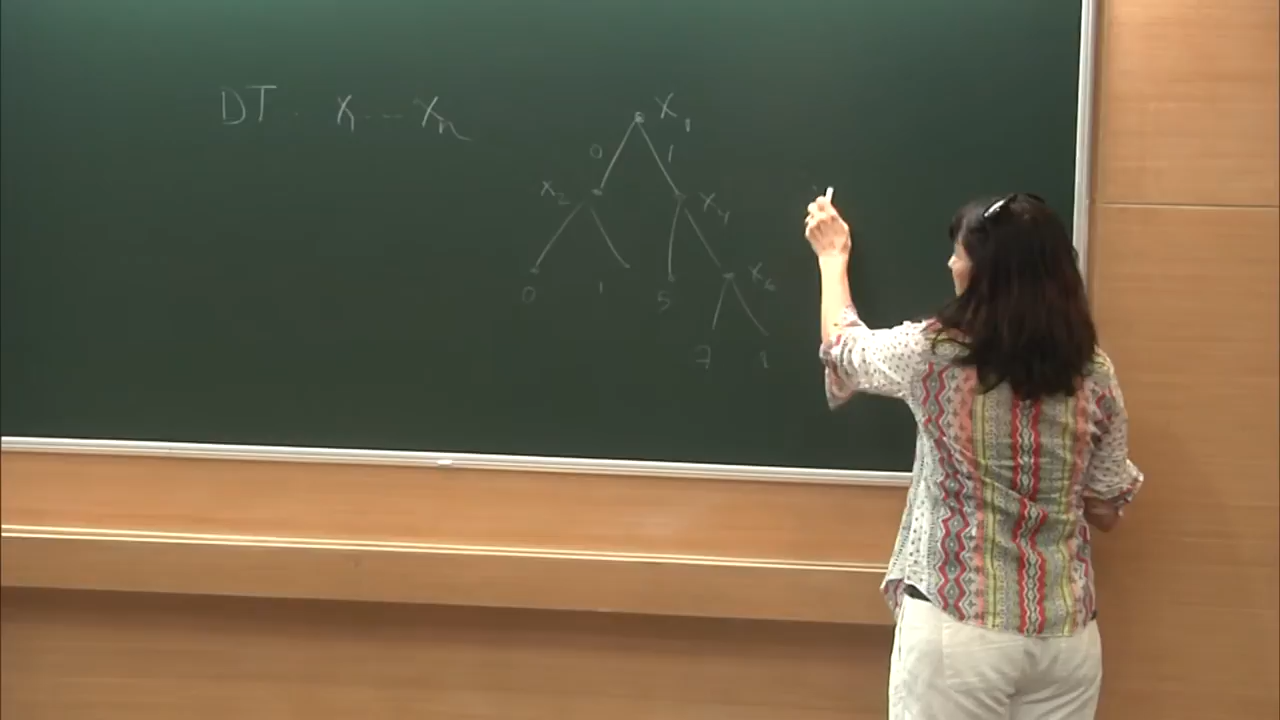 DT . x₁ --- xₙ
x₁
0 1
x₂ x₄
0 1 5 x₆
7 1